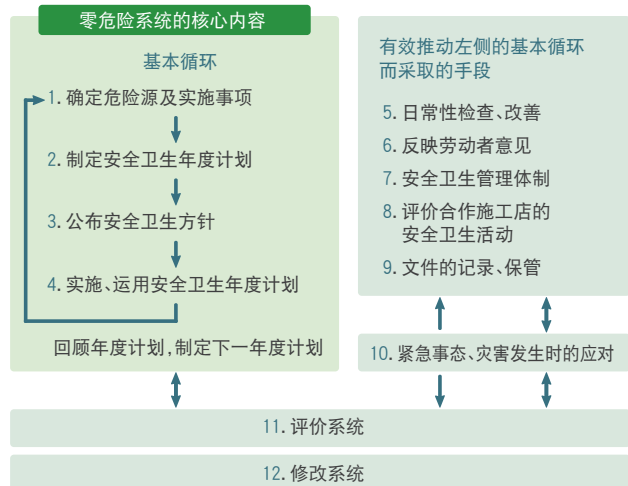 零危险系统的核心内容
基本循环
1. 确定危险源及实施事项
2. 制定安全卫生年度计划
3. 公布安全卫生方针
4. 实施、运用安全卫生年度计划
回顾年度计划,制定下一年度计划
有效推动左侧的基本循环
而采取的手段
5. 日常性检查、改善
6. 反映劳动者意见
7. 安全卫生管理体制
8. 评价合作施工店的
安全卫生活动
9. 文件的记录、保管
10. 紧急事态、灾害发生时的应对
11. 评价系统
12. 修改系统